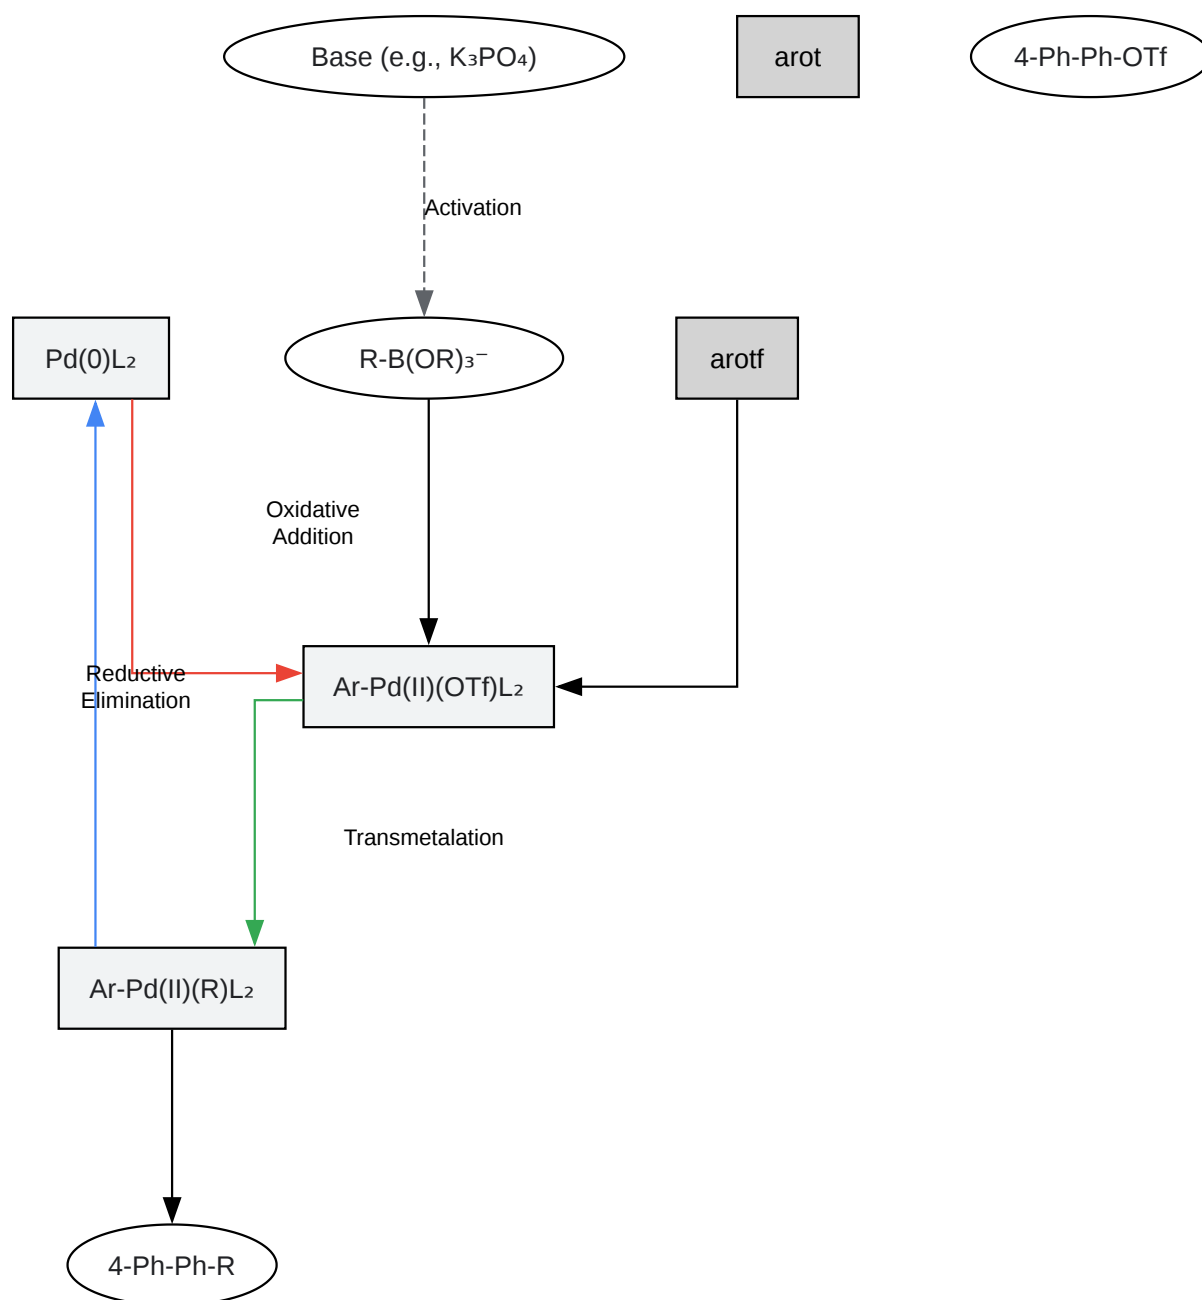 Base (e.g., K₃PO₄)
arot
4-Ph-Ph-OTf
Activation
Pd(0)L₂
R-B(OR)₃⁻
arotf
Oxidative
Addition
Reductive
Elimination
Ar-Pd(II)(OTf)L₂
Transmetalation
Ar-Pd(II)(R)L₂
4-Ph-Ph-R